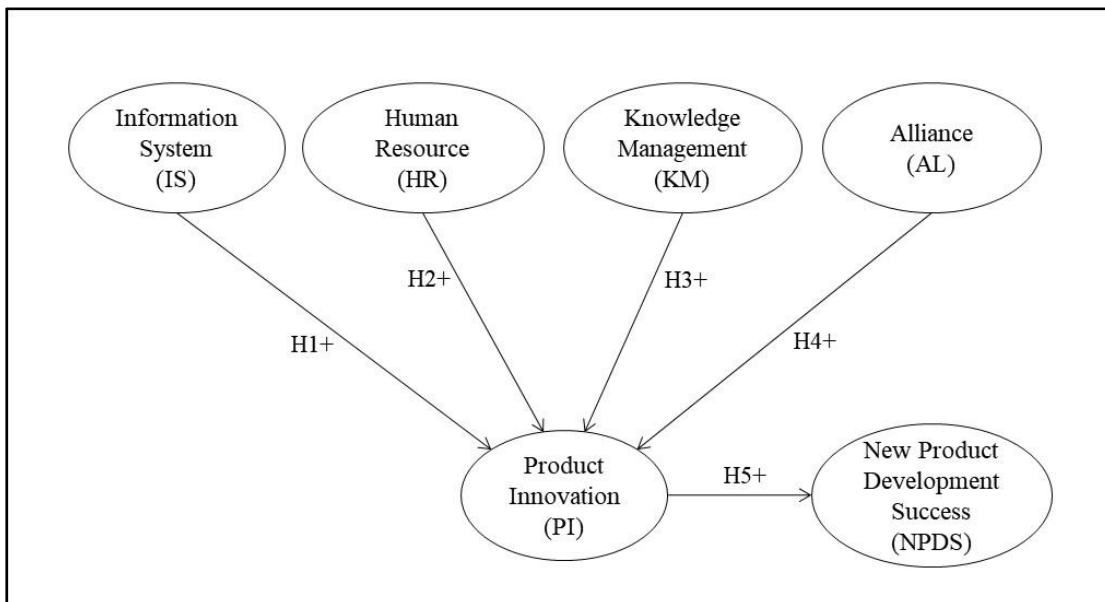 Information
System
(IS)
Human
Resource
(HR)
Knowledge
Management
(KM)
Alliance
(AL)
H1+
H2+
H3+
H4+
Product
Innovation
(PI)
H5+
New Product
Development
Success
(NPDS)